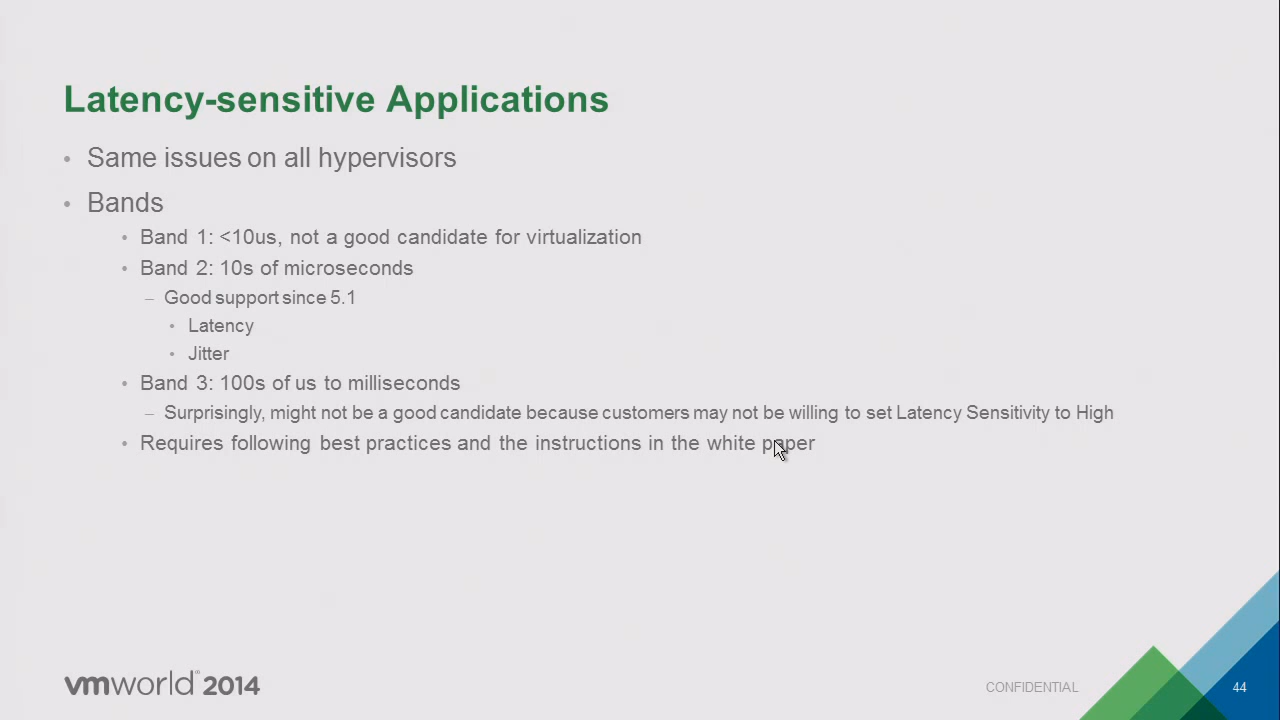 Latency-sensitive Applications
• Same issues on all hypervisors
• Bands
• Band 1: <10us, not a good candidate for virtualization
• Band 2: 10s of microseconds
– Good support since 5.1
• Latency
• Jitter
• Band 3: 100s of us to milliseconds
– Surprisingly, might not be a good candidate because customers may not be willing to set Latency Sensitivity to High
• Requires following best practices and the instructions in the white paper
vmworld 2014
CONFIDENTIAL
44